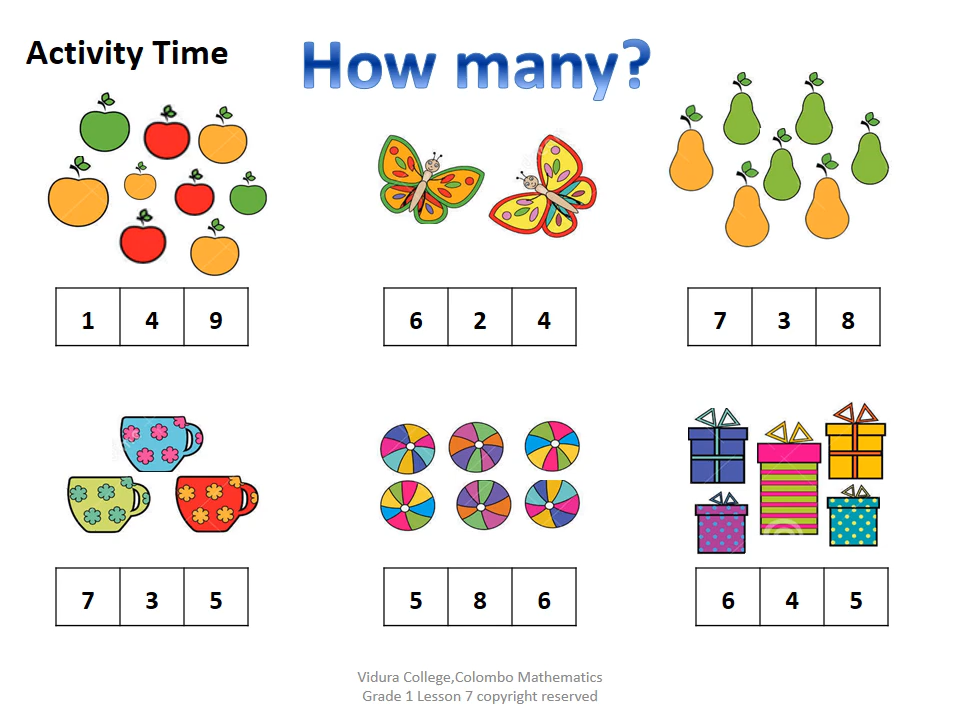 Activity Time
How many?
1 4 9
6 2 4
7 3 8
7 3 5
5 8 6
6 4 5
Vidura College,Colombo Mathematics
Grade 1 Lesson 7 copyright reserved